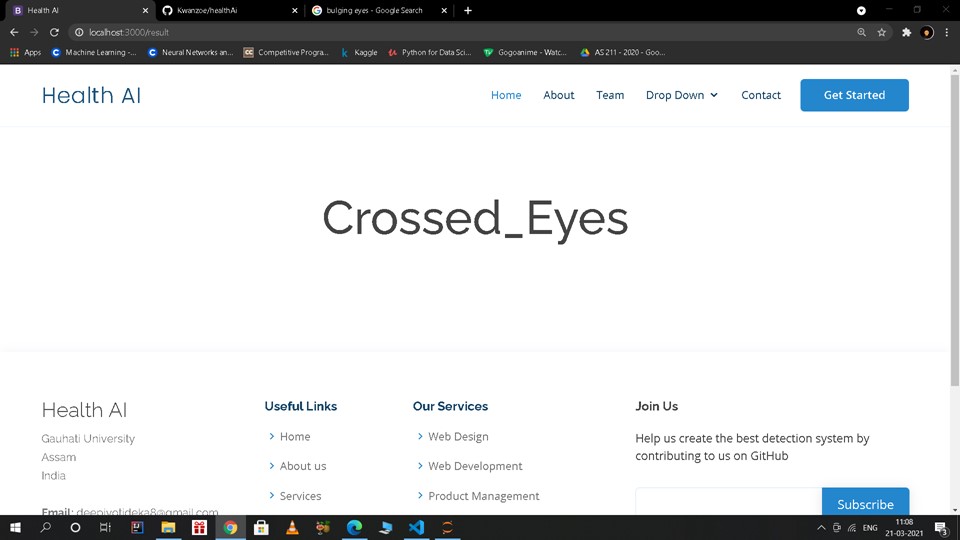 Health AI
Kwanzoe/healthAi
bulging eyes - Google Search
localhost:3000/result
Apps
Machine Learning -...
Neural Networks an...
Competitive Progra...
Kaggle
Python for Data Sci...
Gogoanime - Watc...
AS 211 - 2020 - Goo...
Health AI
Home
About
Team
Drop Down
Contact
Get Started
Crossed_Eyes
Health AI
Gauhati University
Assam
India
Email: deepjyotideka8@gmail.com
Useful Links
Home
About us
Services
Our Services
Web Design
Web Development
Product Management
Join Us
Help us create the best detection system by
contributing to us on GitHub
Subscribe
ENG
11:08
21-03-2021
3